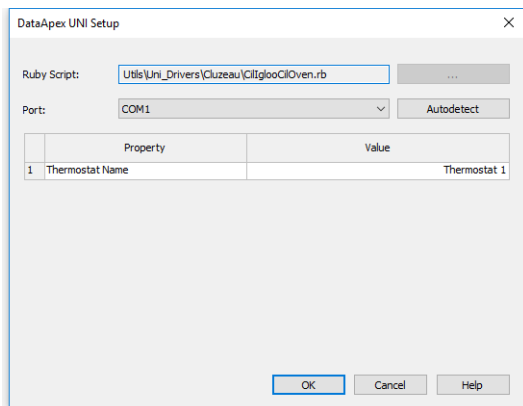 DataApex UNI Setup
Ruby Script: Utils\Uni_Drivers\Cluzeau\CilIglooCilOven.rb ...
Port: COM1 Autodetect
Property Value
1 Thermostat Name Thermostat 1
OK Cancel Help